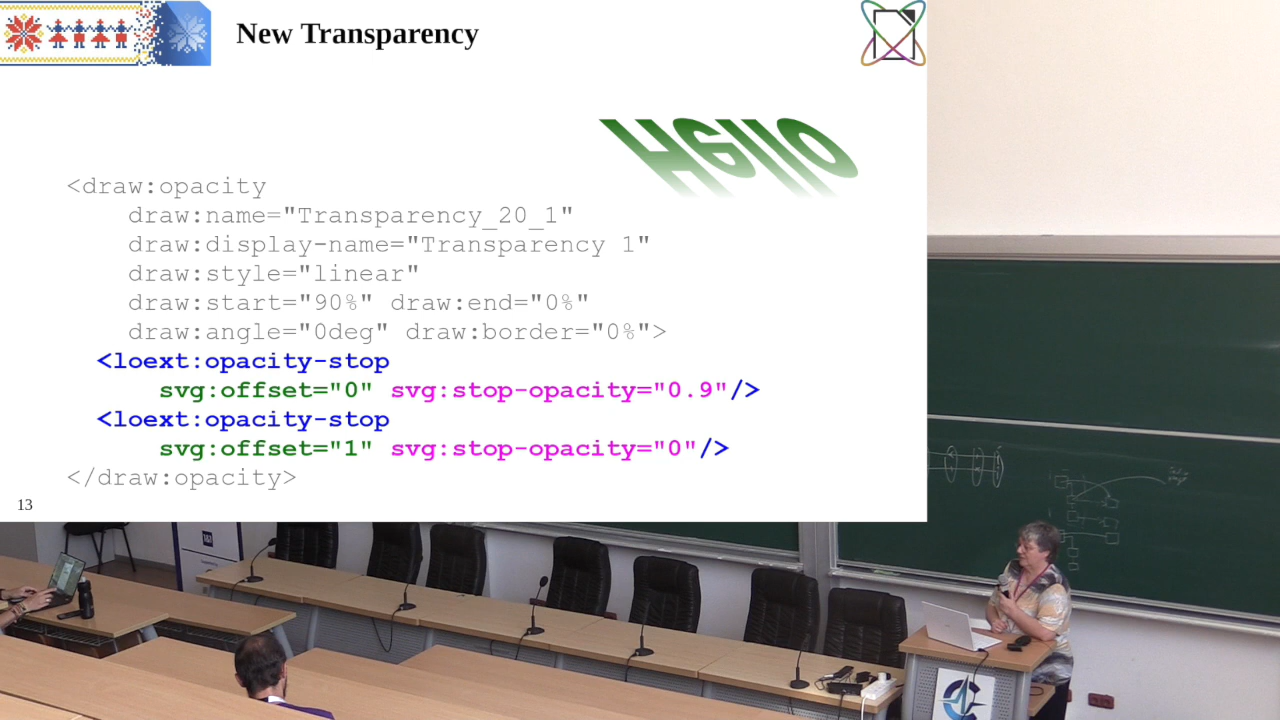 New Transparency
Hello
<draw:opacity
draw:name="Transparency_20_1"
draw:display-name="Transparency 1"
draw:style="linear"
draw:start="90%" draw:end="0%"
draw:angle="0deg" draw:border="0%">
<loext:opacity-stop
svg:offset="0" svg:stop-opacity="0.9"/>
<loext:opacity-stop
svg:offset="1" svg:stop-opacity="0"/>
</draw:opacity>
13